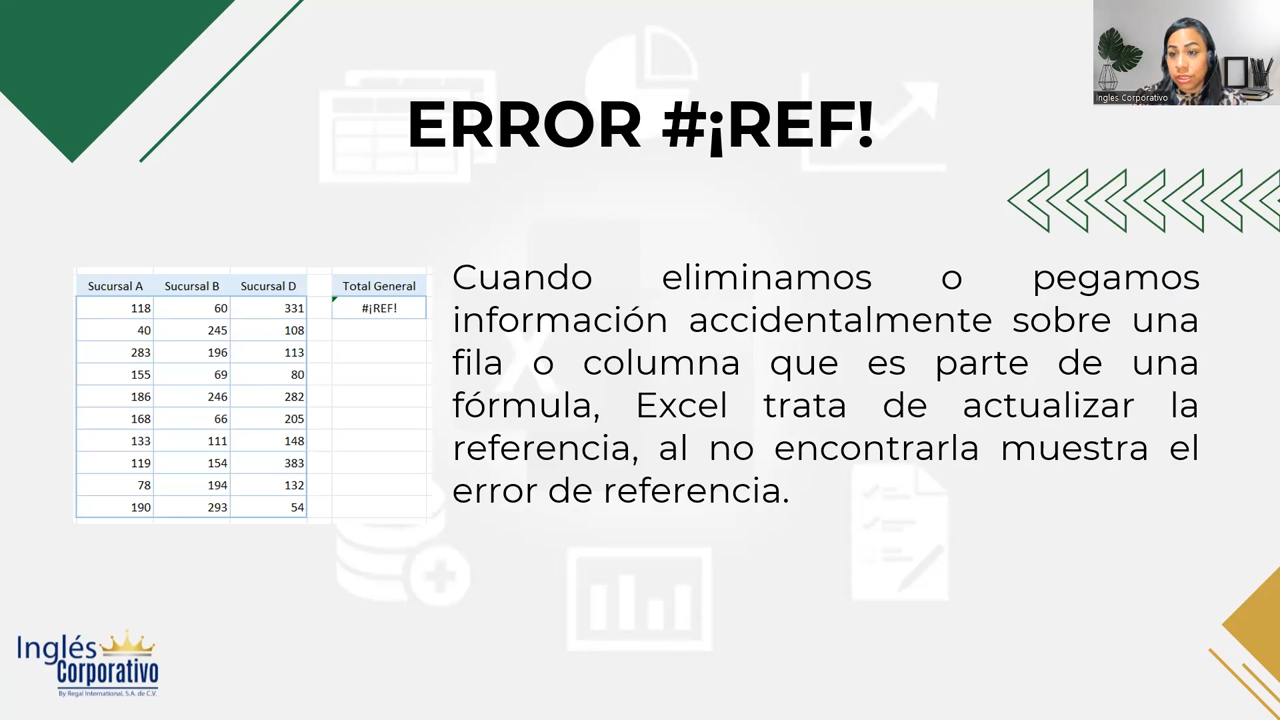 Ingles Corporativo
ERROR #¡REF!
Sucursal A Sucursal B Sucursal D Total General
118 60 331 #¡REF!
40 245 108
283 196 113
155 69 80
186 246 282
168 66 205
133 111 148
119 154 383
78 194 132
190 293 54
Cuando eliminamos o pegamos
información accidentalmente sobre una
fila o columna que es parte de una
fórmula, Excel trata de actualizar la
referencia, al no encontrarla muestra el
error de referencia.
Inglés
Corporativo
By Regal International, S.A. de C.V.